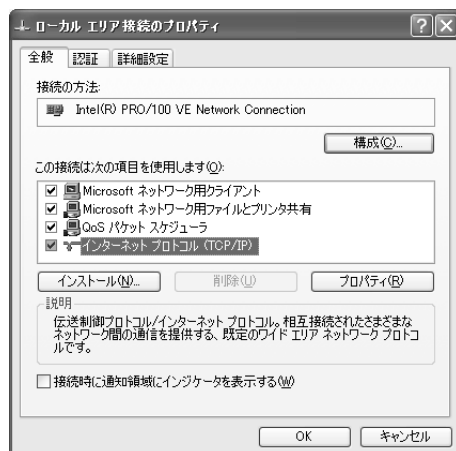 ローカル エリア接続のプロパティ
全般 認証 詳細設定
接続の方法:
Intel(R) PRO/100 VE Network Connection
構成(C)...
この接続は次の項目を使用します(O):
Microsoft ネットワーク用クライアント
Microsoft ネットワーク用ファイルとプリンタ共有
QoS パケット スケジューラ
インターネット プロトコル (TCP/IP)
インストール(N)... 削除(U) プロパティ(R)
説明
伝送制御プロトコル/インターネット プロトコル。相互接続されたさまざまな
ネットワーク間の通信を提供する、既定のワイド エリア ネットワーク プロトコ
ルです。
接続時に通知領域にインジケータを表示する(W)
OK キャンセル